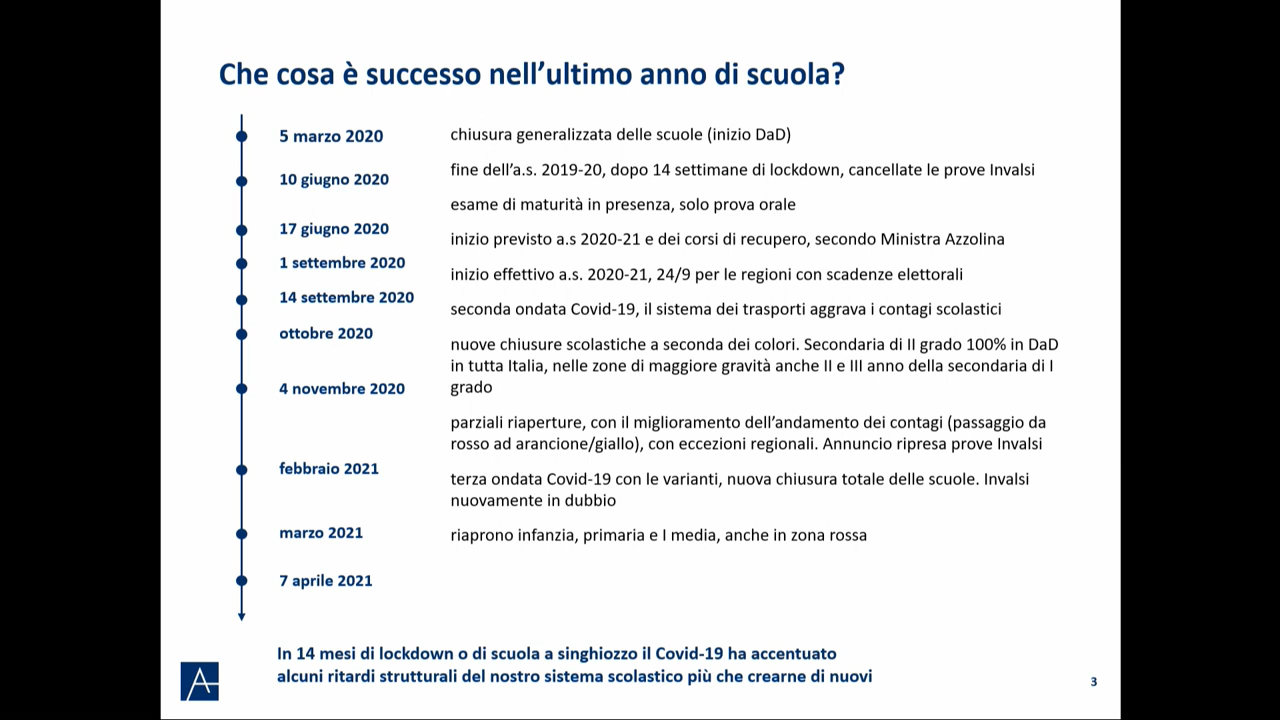 Che cosa è successo nell'ultimo anno di scuola?
5 marzo 2020
chiusura generalizzata delle scuole (inizio DaD)
10 giugno 2020
fine dell'a.s. 2019-20, dopo 14 settimane di lockdown, cancellate le prove Invalsi
17 giugno 2020
esame di maturità in presenza, solo prova orale
1 settembre 2020
inizio previsto a.s 2020-21 e dei corsi di recupero, secondo Ministra Azzolina
14 settembre 2020
inizio effettivo a.s. 2020-21, 24/9 per le regioni con scadenze elettorali
ottobre 2020
seconda ondata Covid-19, il sistema dei trasporti aggrava i contagi scolastici
4 novembre 2020
nuove chiusure scolastiche a seconda dei colori. Secondaria di II grado 100% in DaD
in tutta Italia, nelle zone di maggiore gravità anche II e III anno della secondaria di I
grado
febbraio 2021
parziali riaperture, con il miglioramento dell'andamento dei contagi (passaggio da
rosso ad arancione/giallo), con eccezioni regionali. Annuncio ripresa prove Invalsi
marzo 2021
terza ondata Covid-19 con le varianti, nuova chiusura totale delle scuole. Invalsi
nuovamente in dubbio
7 aprile 2021
riaprono infanzia, primaria e I media, anche in zona rossa
In 14 mesi di lockdown o di scuola a singhiozzo il Covid-19 ha accentuato
alcuni ritardi strutturali del nostro sistema scolastico più che crearne di nuovi
3